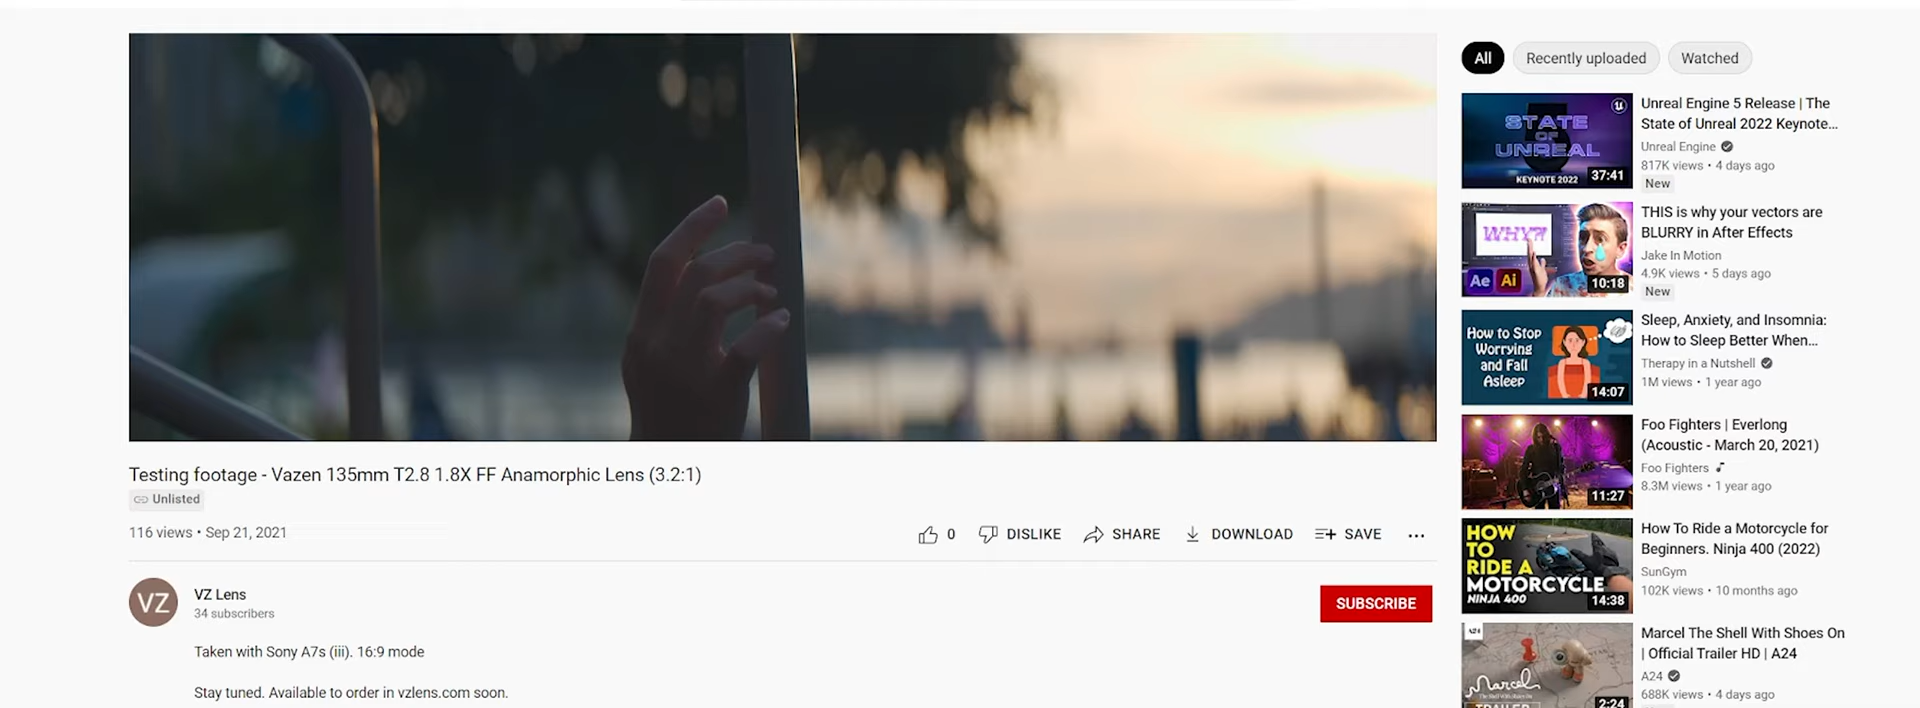 Testing footage - Vazen 135mm T2.8 1.8X FF Anamorphic Lens (3.2:1)
Unlisted
116 views • Sep 21, 2021
0 DISLIKE SHARE DOWNLOAD SAVE ...
VZ
VZ Lens
34 subscribers
SUBSCRIBE
Taken with Sony A7s (iii). 16:9 mode
Stay tuned. Available to order in vzlens.com soon.
All Recently uploaded Watched
STATE
OF
UNREAL
KEYNOTE 2022
37:41
Unreal Engine 5 Release | The
State of Unreal 2022 Keynote...
Unreal Engine
817K views • 4 days ago
New
WHY?!
Ae Ai
10:18
THIS is why your vectors are
BLURRY in After Effects
Jake In Motion
4.9K views • 5 days ago
New
How to Stop
Worrying
and Fall
Asleep
14:07
Sleep, Anxiety, and Insomnia:
How to Sleep Better When...
Therapy in a Nutshell
1M views • 1 year ago
11:27
Foo Fighters | Everlong
(Acoustic - March 20, 2021)
Foo Fighters
8.3M views • 1 year ago
HOW
TO
RIDE A
MOTORCYCLE
NINJA 400
14:38
How To Ride a Motorcycle for
Beginners. Ninja 400 (2022)
SunGym
102K views • 10 months ago
A24
Marcel
TRAILER
2:24
Marcel The Shell With Shoes On
| Official Trailer HD | A24
A24
688K views • 4 days ago